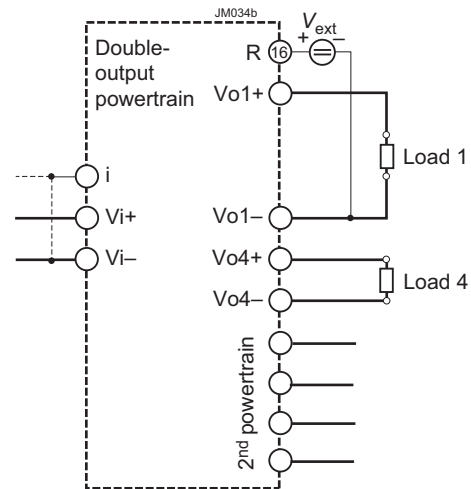 JM034b
Double-
output
powertrain
R
16
+
Vext
–
Vo1+
Load 1
i
Vi+
Vo1–
Vi–
Vo4+
Load 4
Vo4–
2nd powertrain